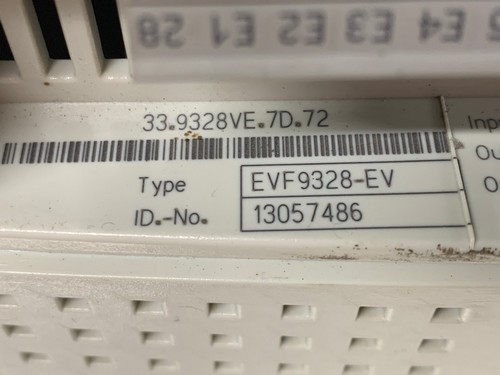 28 E1 E2 E3 E4
33.9328VE.7D.72
Type EVF9328-EV
ID.-No. 13057486